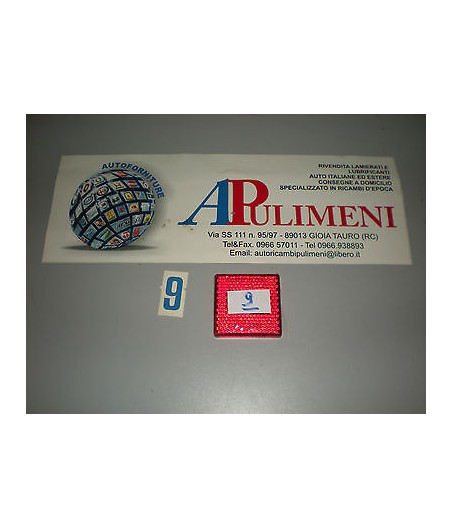 AUTOFORNITURE
RIVENDITA LAMIERATI E
LUBRIFICANTI
AUTO ITALIANE ED ESTERE
CONSEGNE A DOMICILIO
SPECIALIZZATO IN RICAMBI D'EPOCA
APULIMENI
Via SS 111 n. 95/97 - 89013 GIOIA TAURO (RC)
Tel&Fax. 0966 57011 - Tel 0966.938893
Email: autoricambipulimeni@libero.it
9
9